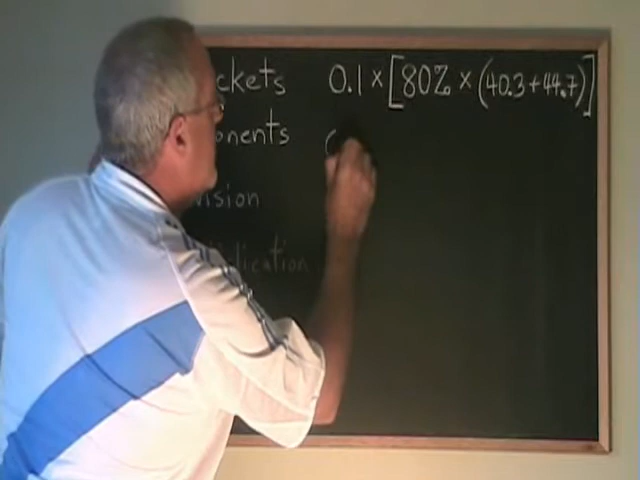 ckets 0.1 × [80% × (40.3+44.7)]
onents
ision
lication